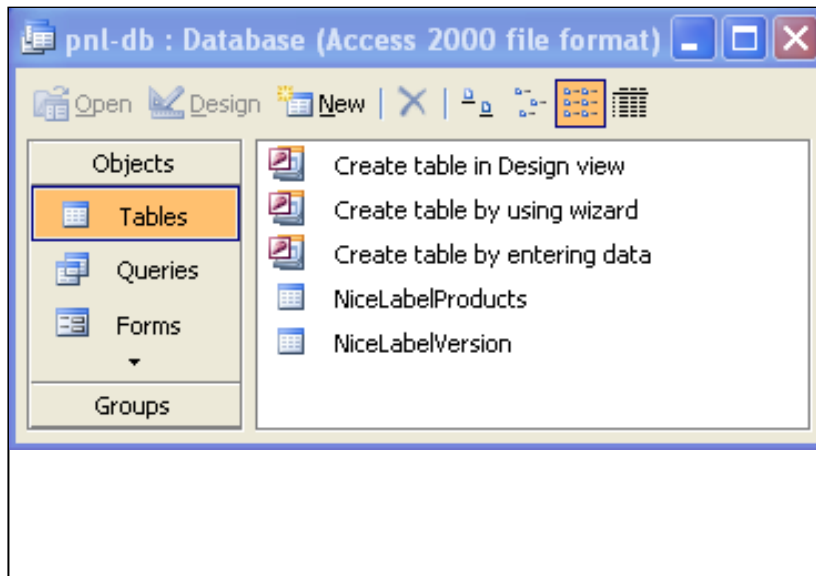 pnl-db : Database (Access 2000 file format)
Open Design New
Objects
Tables
Queries
Forms
Groups
Create table in Design view
Create table by using wizard
Create table by entering data
NiceLabelProducts
NiceLabelVersion